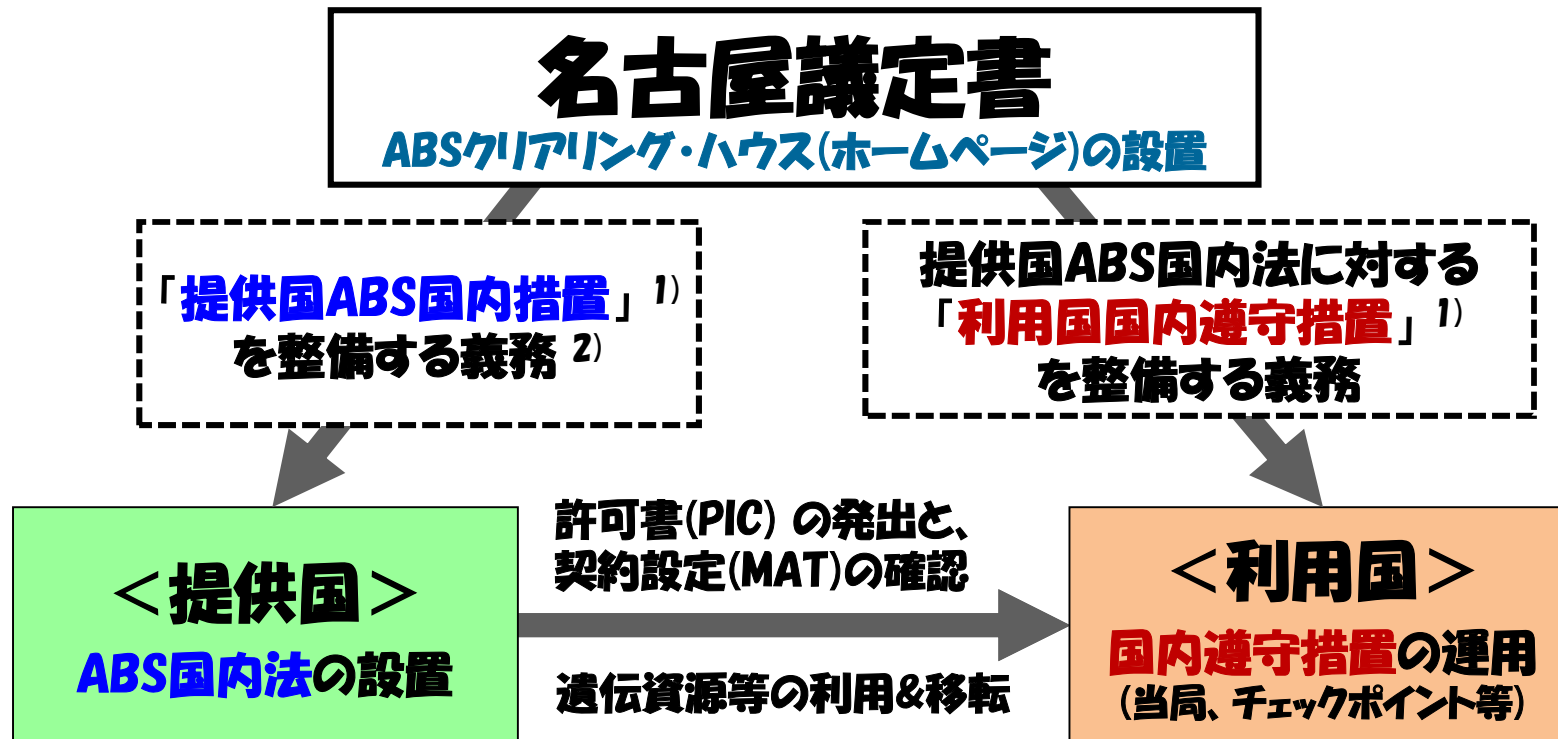 名古屋議定書
ABSクリアリング・ハウス(ホームページ)の設置
「提供国ABS国内措置」1)
を整備する義務 2)
提供国ABS国内法に対する
「利用国国内遵守措置」1)
を整備する義務
許可書(PIC) の発出と、
契約設定(MAT)の確認
<提供国>
ABS国内法の設置
遺伝資源等の利用&移転
<利用国>
国内遵守措置の運用
(当局、チェックポイント等)